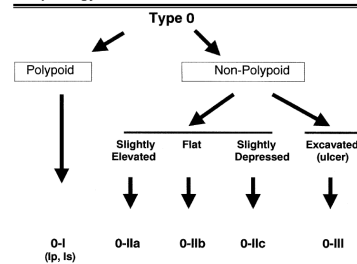 Type 0
Polypoid
Non-Polypoid
Slightly Elevated
Flat
Slightly Depressed
Excavated (ulcer)
0-I (Ip, Is)
0-IIa
0-IIb
0-IIc
0-III